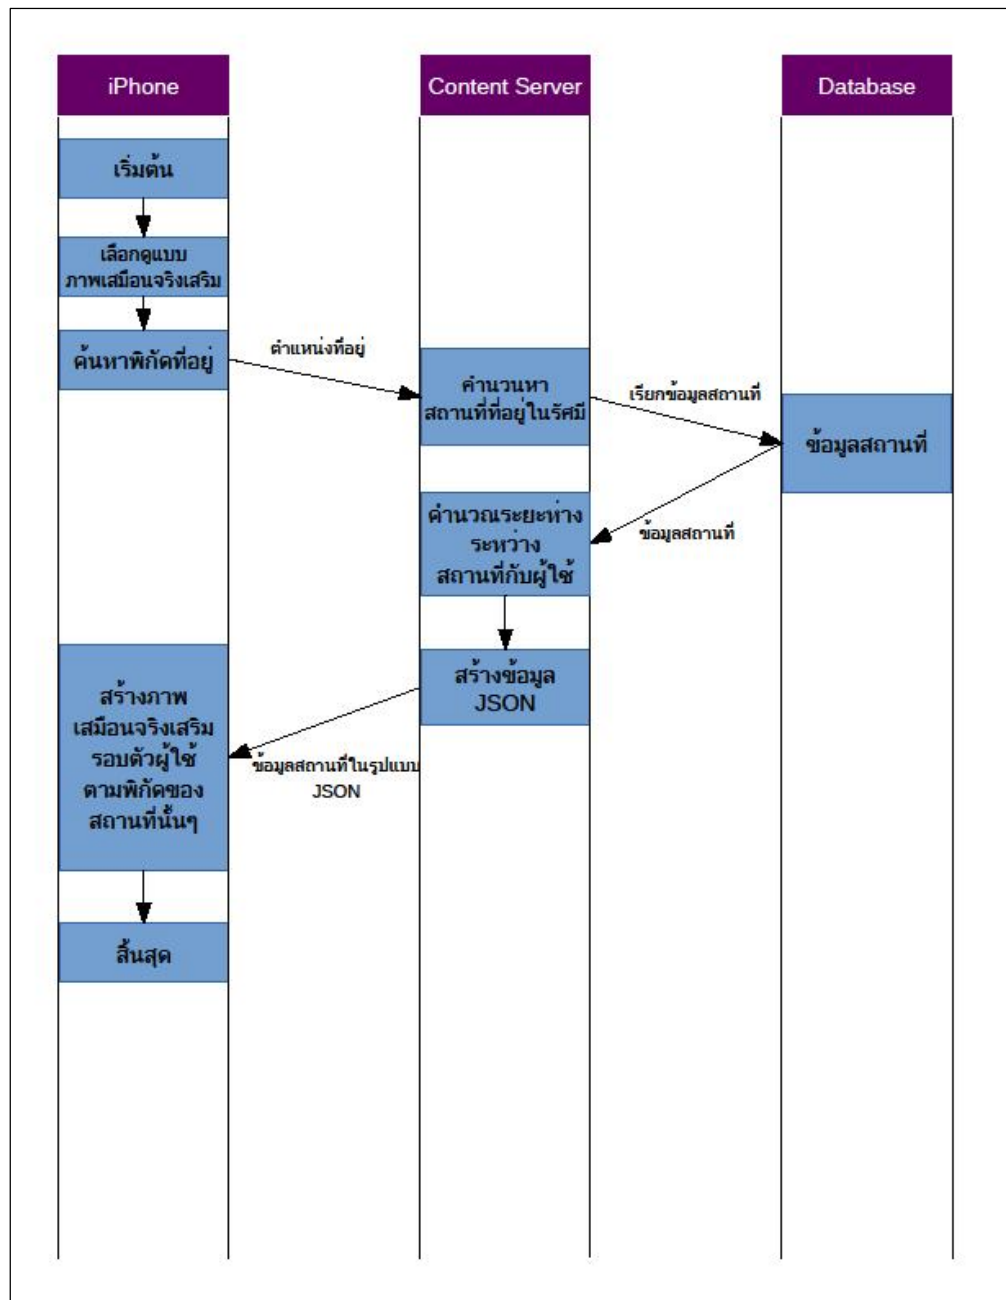 iPhone
Content Server
Database
เริ่มต้น
เลือกดูแบบ
ภาพเสมือนจริงเสริม
ค้นหาพิกัดที่อยู่
ตำแหน่งที่อยู่
คำนวนหา
สถานที่ที่อยู่ในรัศมี
เรียกข้อมูลสถานที่
ข้อมูลสถานที่
คำนวณระยะห่าง
ระหว่าง
สถานที่กับผู้ใช้
ข้อมูลสถานที่
สร้างข้อมูล
JSON
ข้อมูลสถานที่ในรูปแบบ
JSON
สร้างภาพ
เสมือนจริงเสริม
รอบตัวผู้ใช้
ตามพิกัดของ
สถานที่นั้นๆ
สิ้นสุด